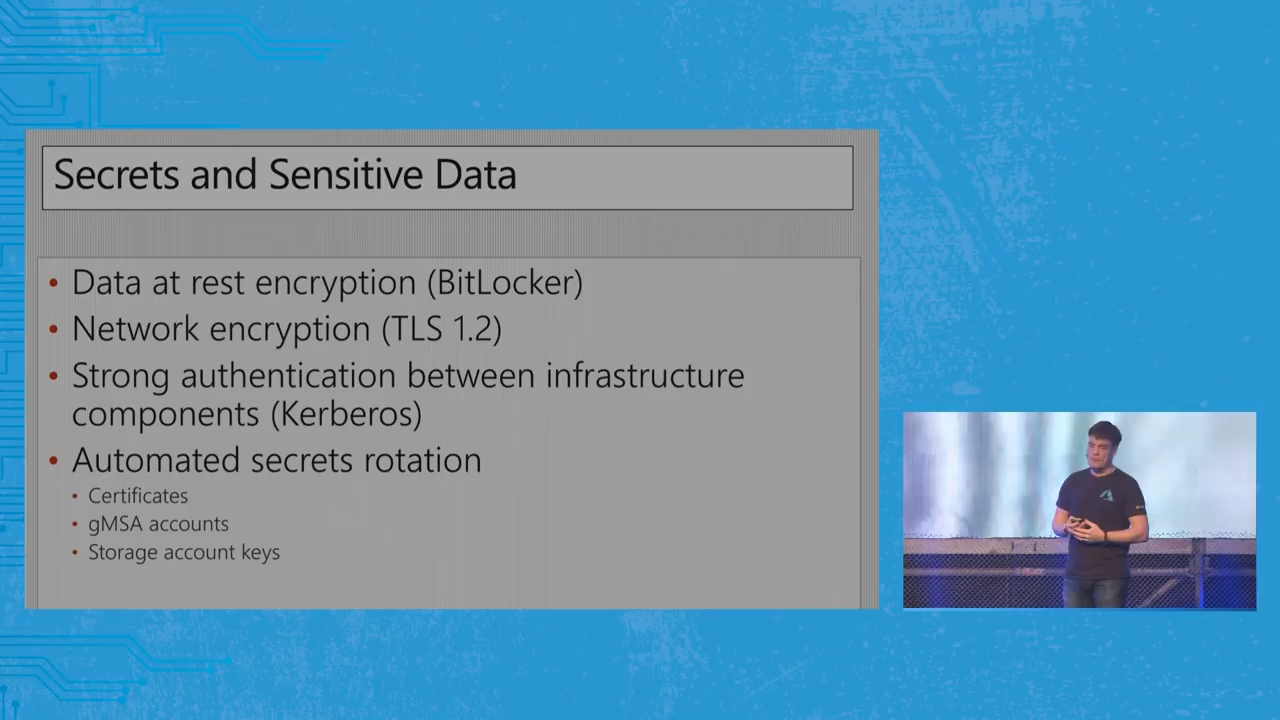 Secrets and Sensitive Data
• Data at rest encryption (BitLocker)
• Network encryption (TLS 1.2)
• Strong authentication between infrastructure
components (Kerberos)
• Automated secrets rotation
• Certificates
• gMSA accounts
• Storage account keys